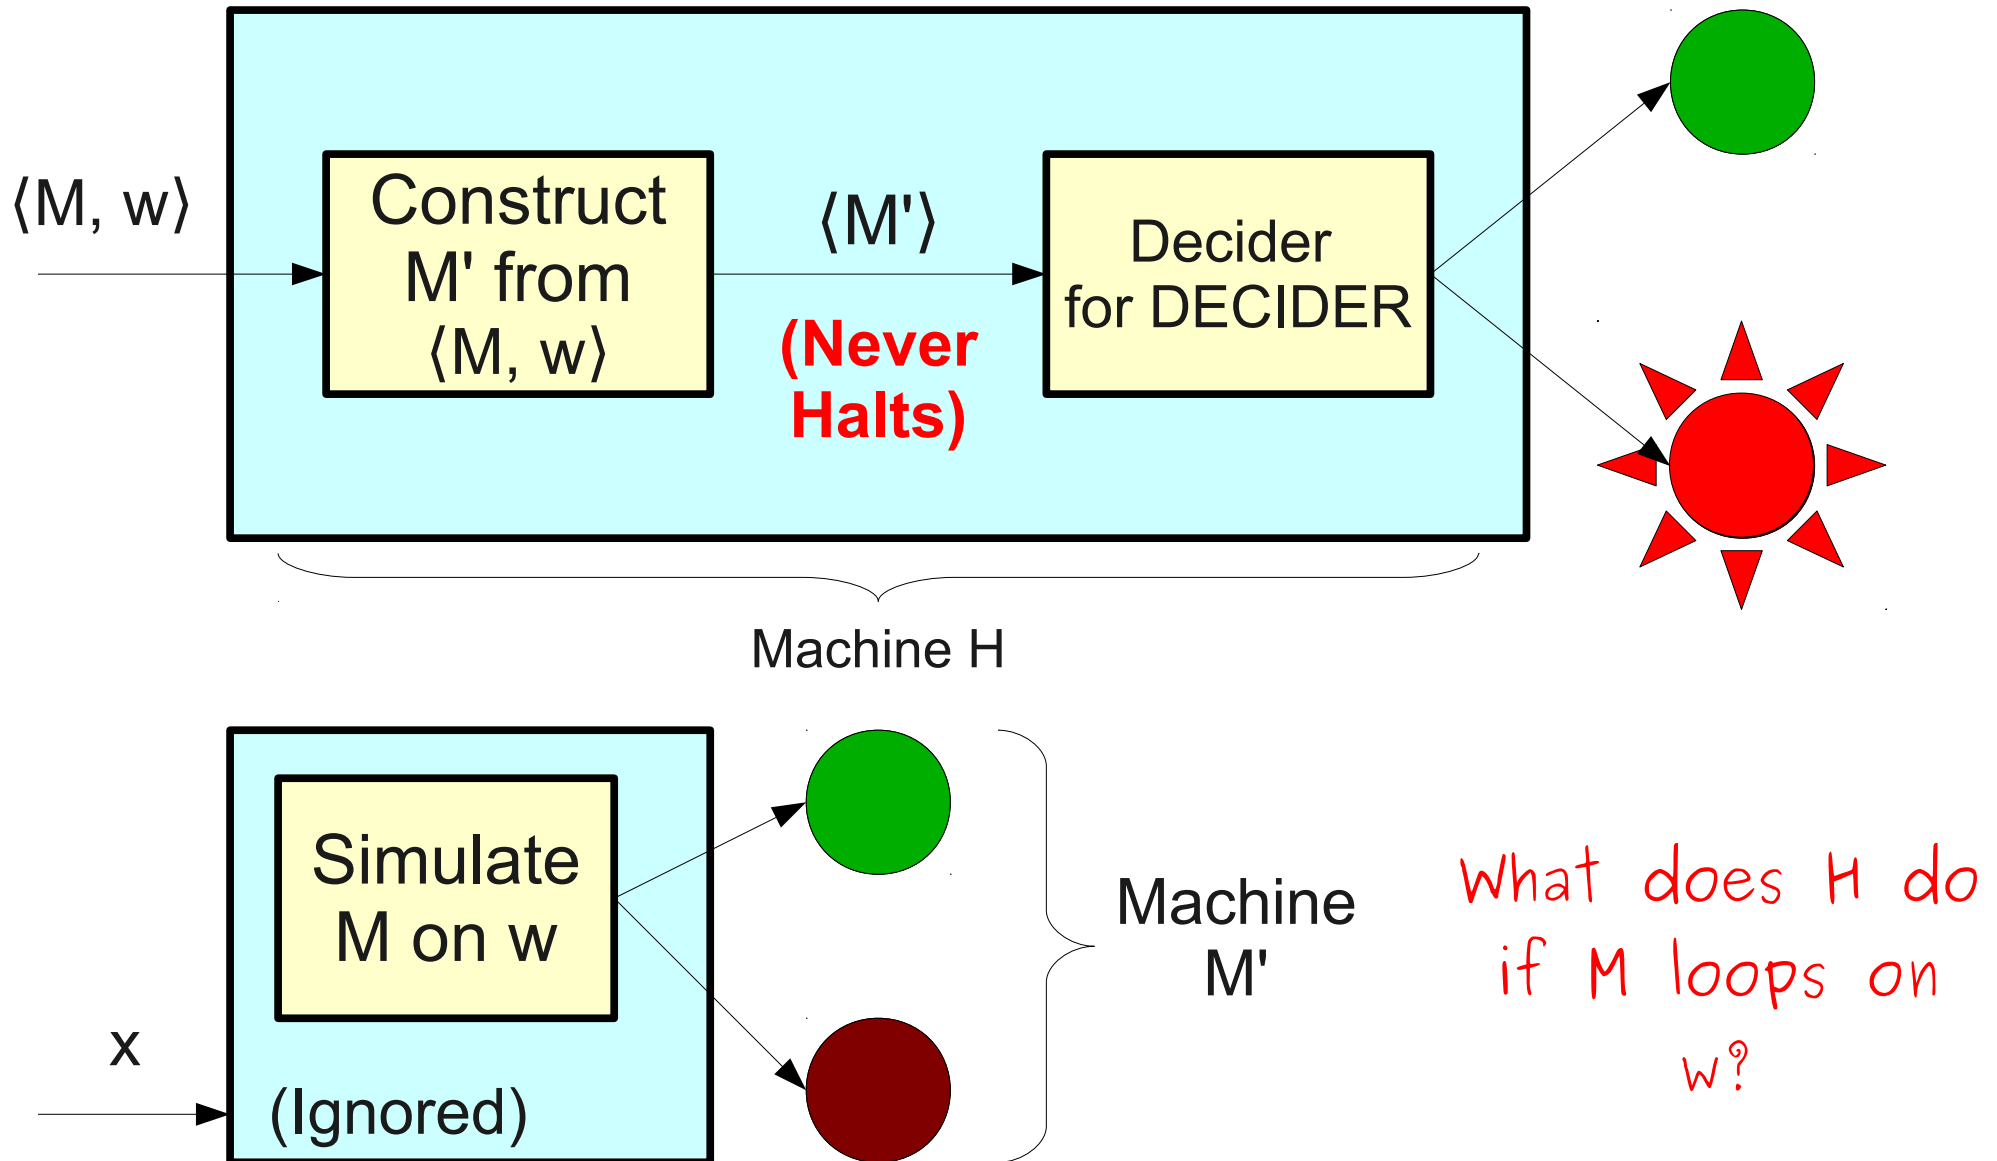 ⟨M, w⟩
Construct
M' from
⟨M, w⟩
⟨M'⟩
(Never
Halts)
Decider
for DECIDER
Machine H
Simulate
M on w
x
(Ignored)
Machine
M'
What does H do
if M loops on
w?